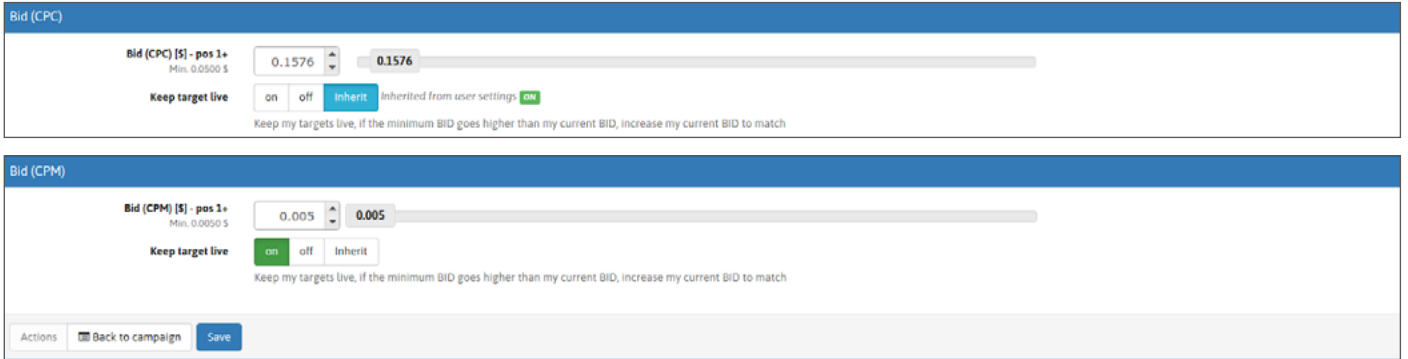 Bid (CPC)
Bid (CPC) [$] - pos 1+
Min. 0.0500 $
0.1576
0.1576
Keep target live
on off Inherit Inherited from user settings ON
Keep my targets live, if the minimum BID goes higher than my current BID, increase my current BID to match
Bid (CPM)
Bid (CPM) [$] - pos 1+
Min. 0.0050 $
0.005
0.005
Keep target live
on off Inherit
Keep my targets live, if the minimum BID goes higher than my current BID, increase my current BID to match
Actions Back to campaign Save